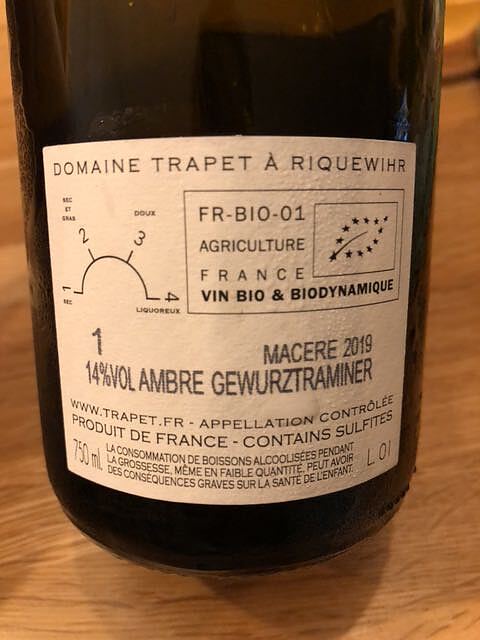 DOMAINE TRAPET À RIQUEWIHR
SEC
ET
GRAS
DOUX
2
3
1
SEC
4
LIQUOREUX
FR-BIO-01
AGRICULTURE
FRANCE
VIN BIO & BIODYNAMIQUE
1
MACERE 2019
14%VOL AMBRE GEWURZTRAMINER
WWW.TRAPET.FR - APPELLATION CONTRÔLÉE
PRODUIT DE FRANCE - CONTAINS SULFITES
750 ml.
LA CONSOMMATION DE BOISSONS ALCOOLISÉES PENDANT
LA GROSSESSE, MÊME EN FAIBLE QUANTITÉ, PEUT AVOIR
DES CONSÉQUENCES GRAVES SUR LA SANTÉ DE L'ENFANT.
L 01